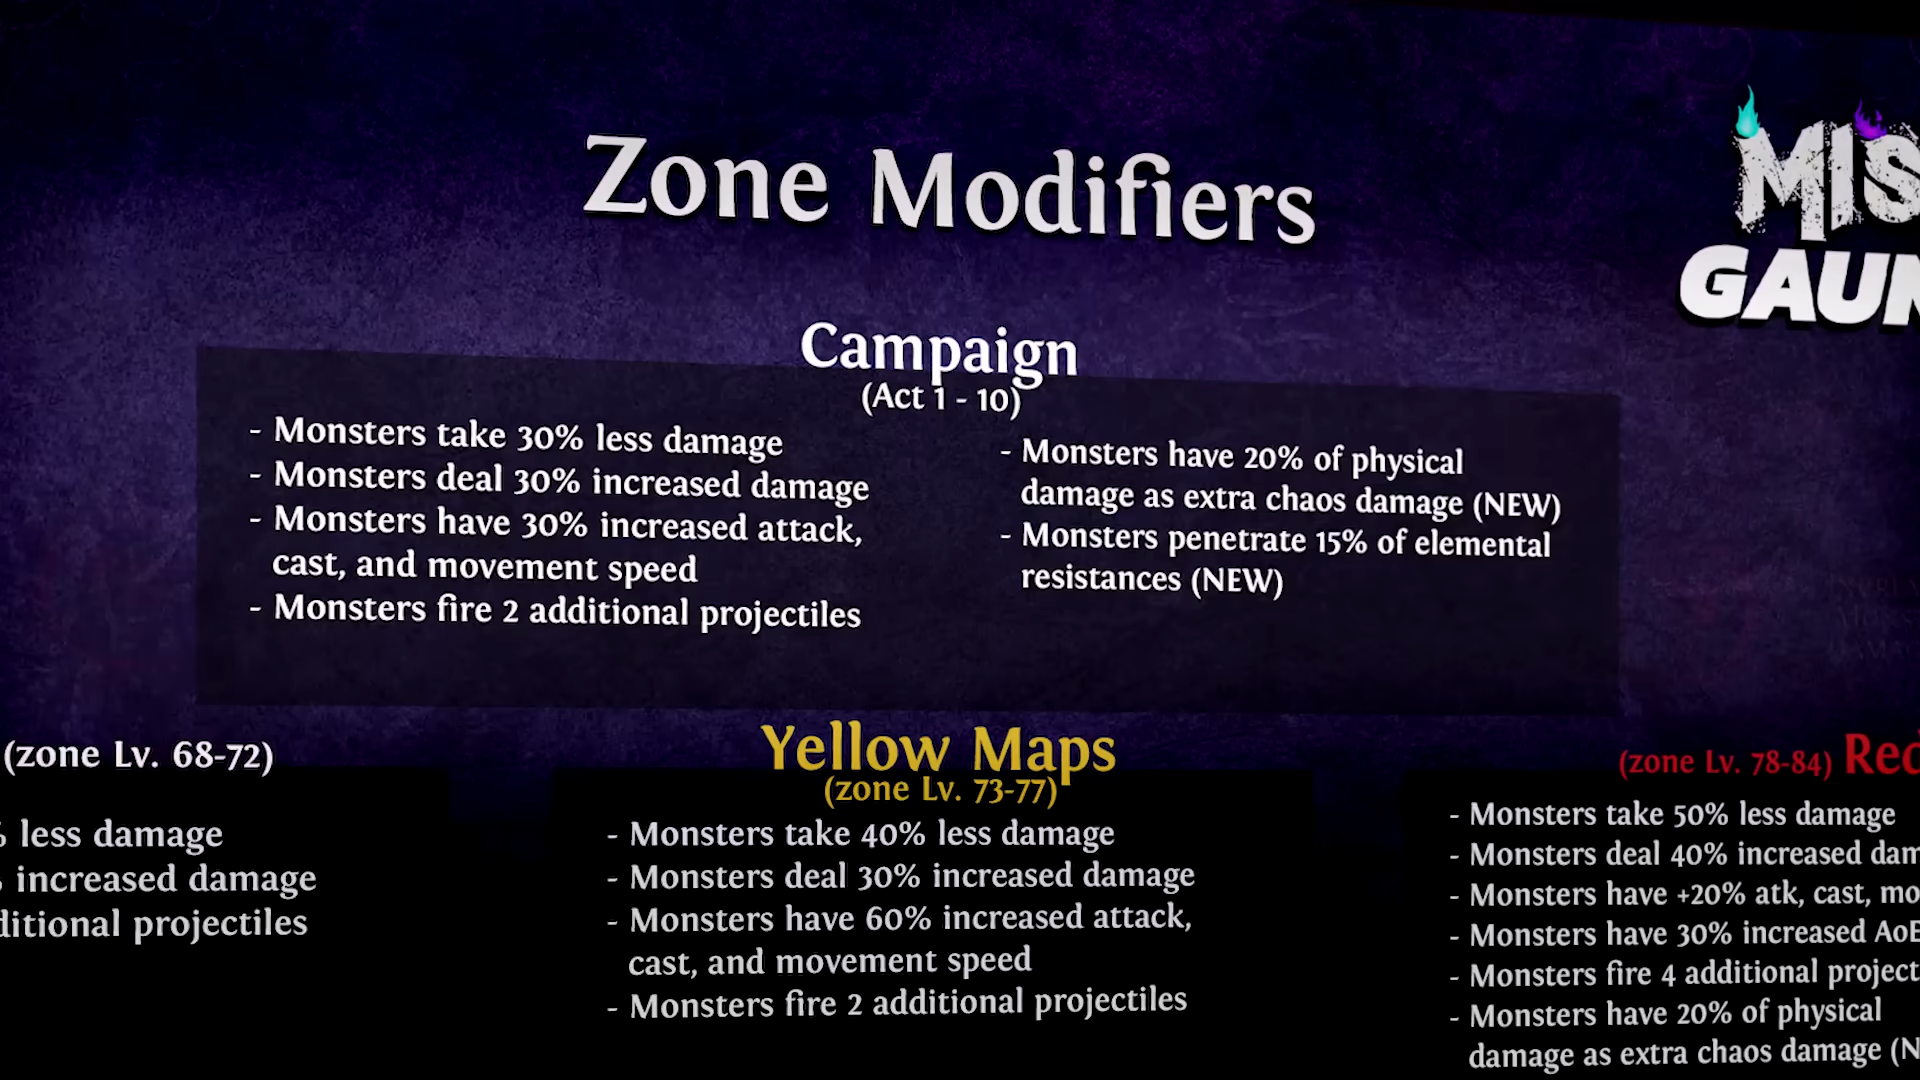 Zone Modifiers
MIS
GAUN
Campaign
(Act 1 - 10)
- Monsters take 30% less damage
- Monsters deal 30% increased damage
- Monsters have 30% increased attack,
cast, and movement speed
- Monsters fire 2 additional projectiles
- Monsters have 20% of physical
damage as extra chaos damage (NEW)
- Monsters penetrate 15% of elemental
resistances (NEW)
(zone Lv. 68-72)
% less damage
% increased damage
ditional projectiles
Yellow Maps
(zone Lv. 73-77)
- Monsters take 40% less damage
- Monsters deal 30% increased damage
- Monsters have 60% increased attack,
cast, and movement speed
- Monsters fire 2 additional projectiles
(zone Lv. 78-84) Red
- Monsters take 50% less damage
- Monsters deal 40% increased dam
- Monsters have +20% atk, cast, mo
- Monsters have 30% increased AoE
- Monsters fire 4 additional project
- Monsters have 20% of physical
damage as extra chaos damage (N